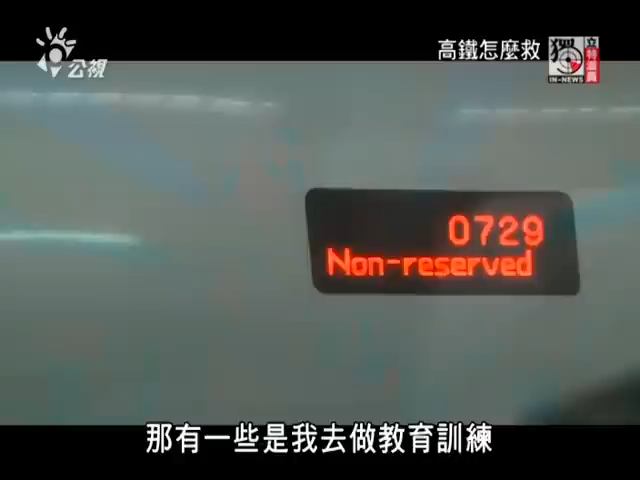 公視
高鐵怎麼救
獨立特派員
IN-NEWS
0729
Non-reserved
那有一些是我去做教育訓練